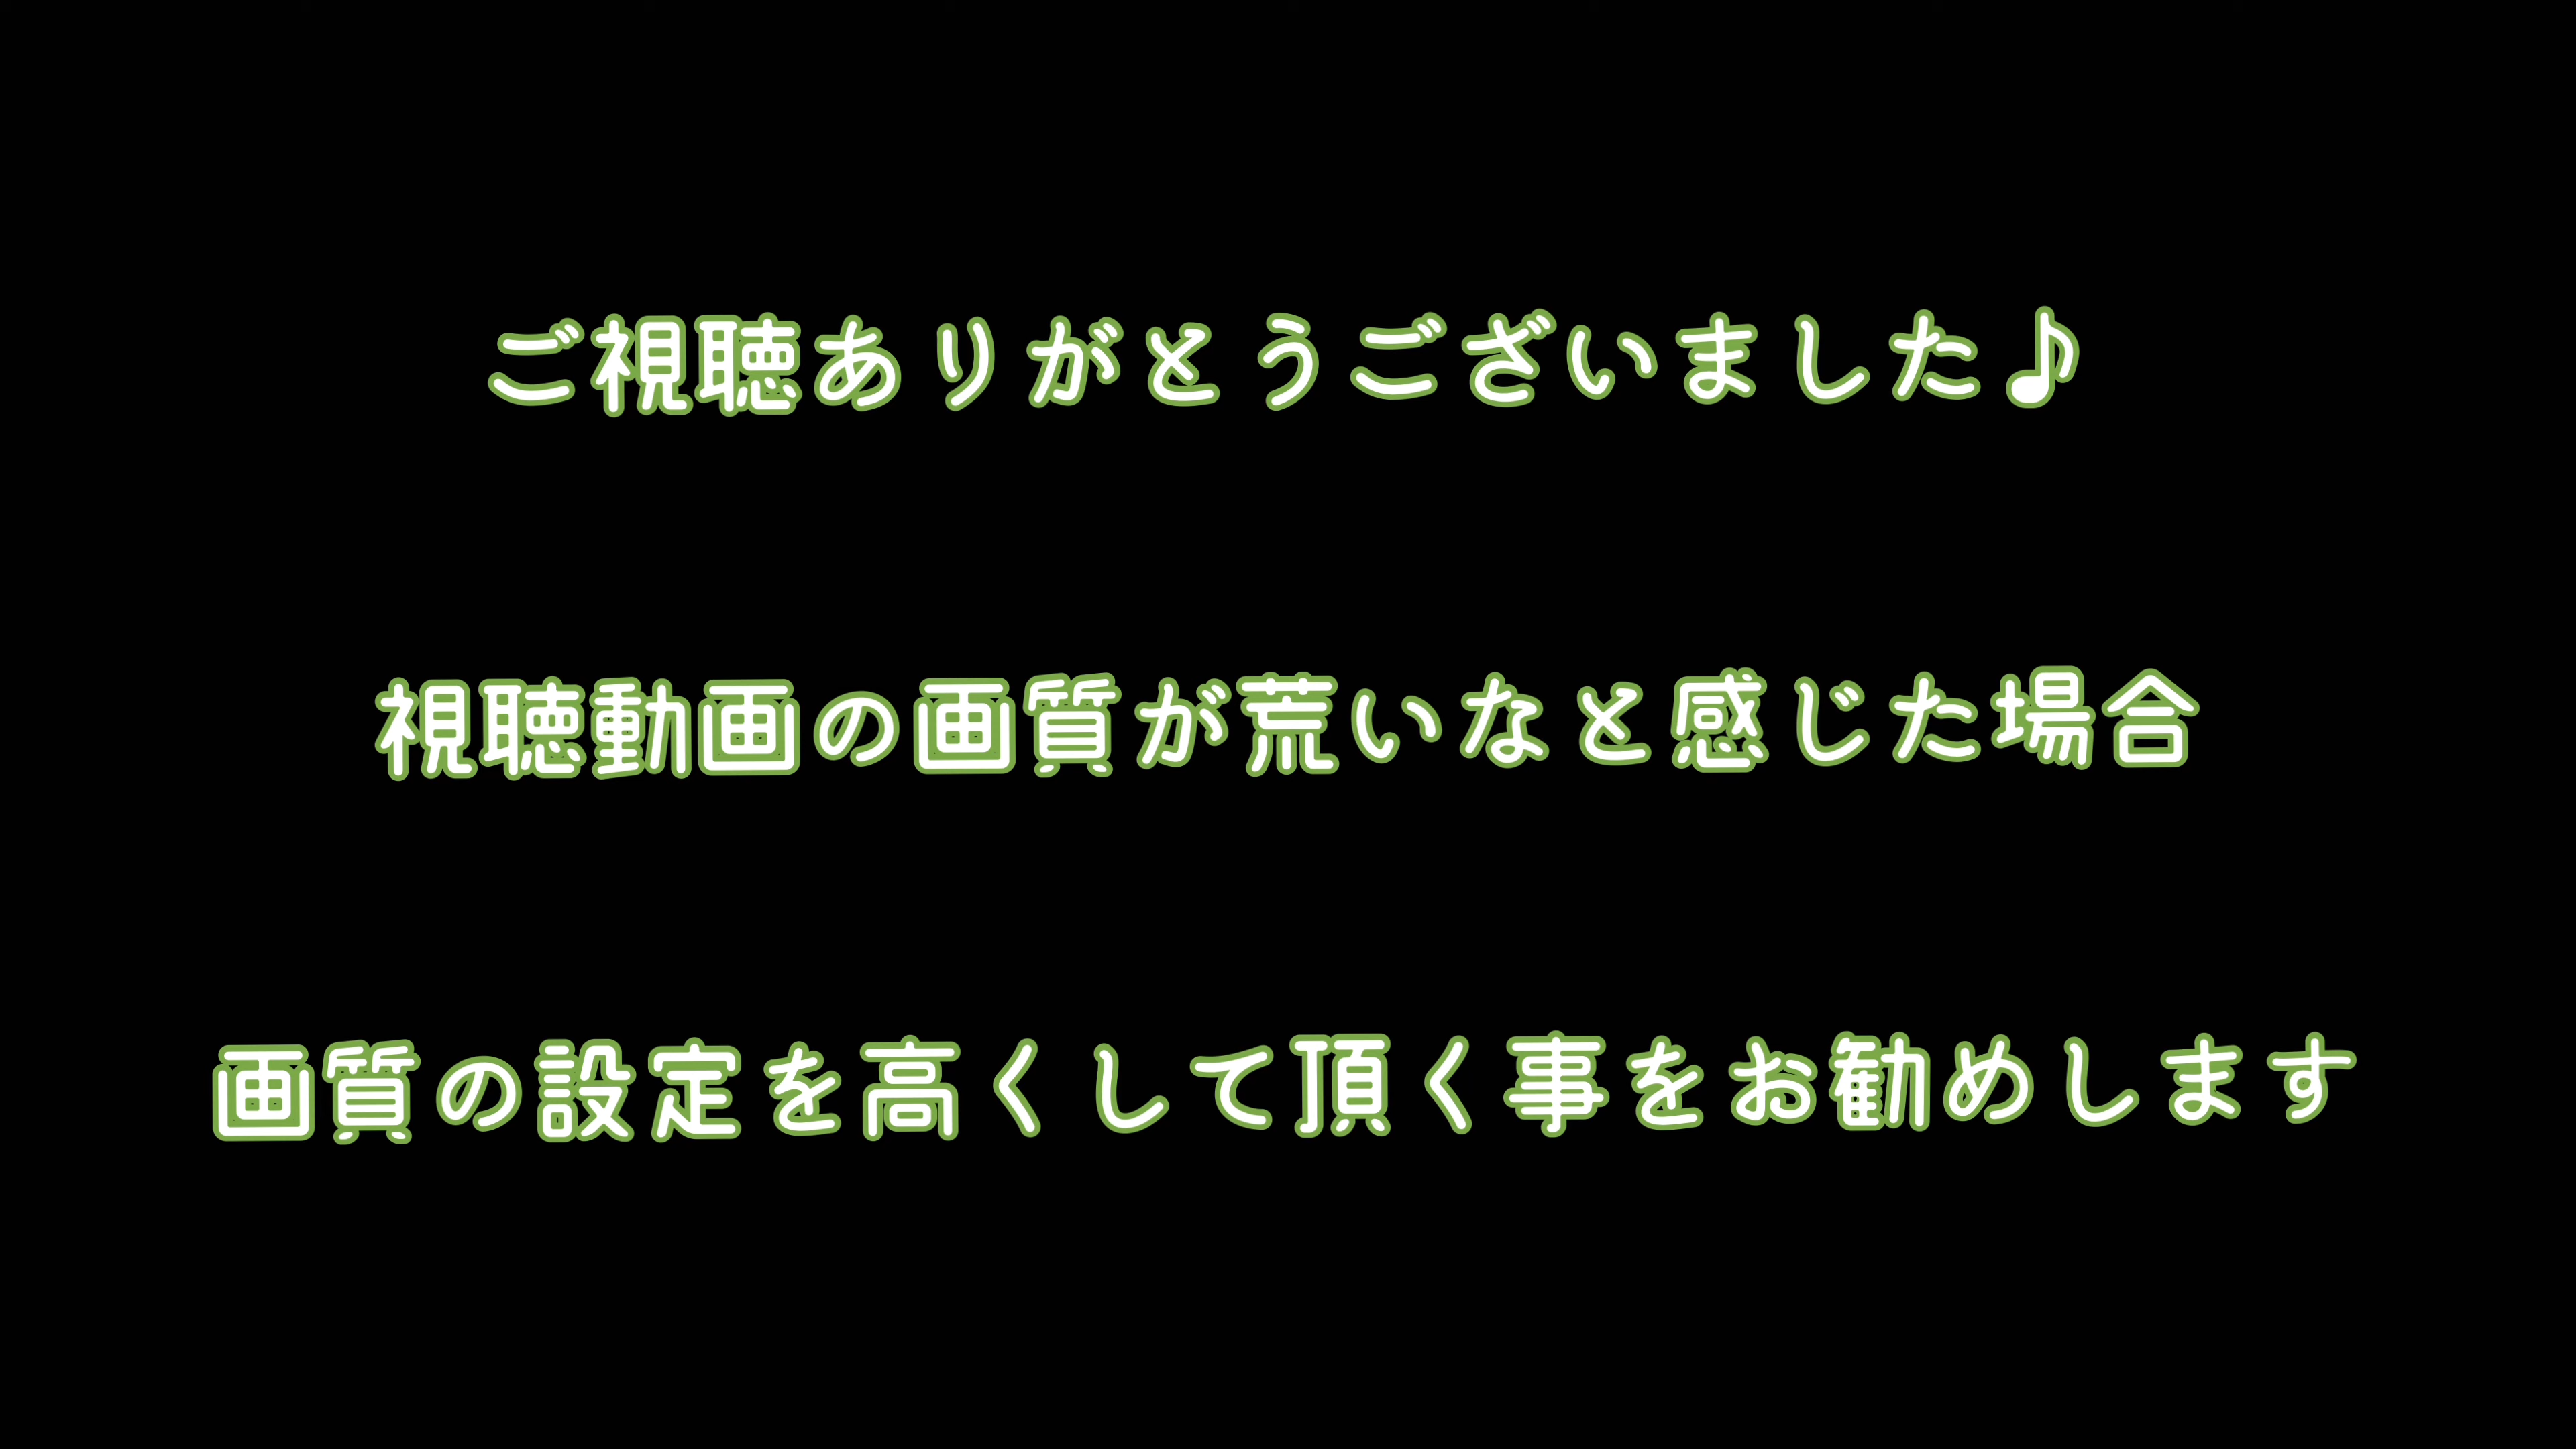 ご視聴ありがとうございました♪
視聴動画の画質が荒いなと感じた場合
画質の設定を高くして頂く事をお勧めします